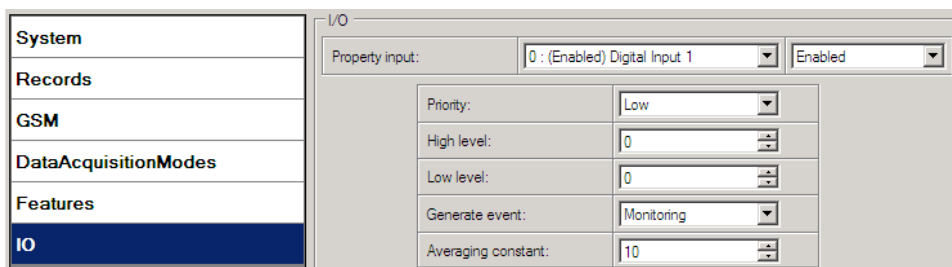 System
Records
GSM
DataAcquisitionModes
Features
IO
I/O
Property input: 0 : (Enabled) Digital Input 1 Enabled
Priority: Low
High level: 0
Low level: 0
Generate event: Monitoring
Averaging constant: 10